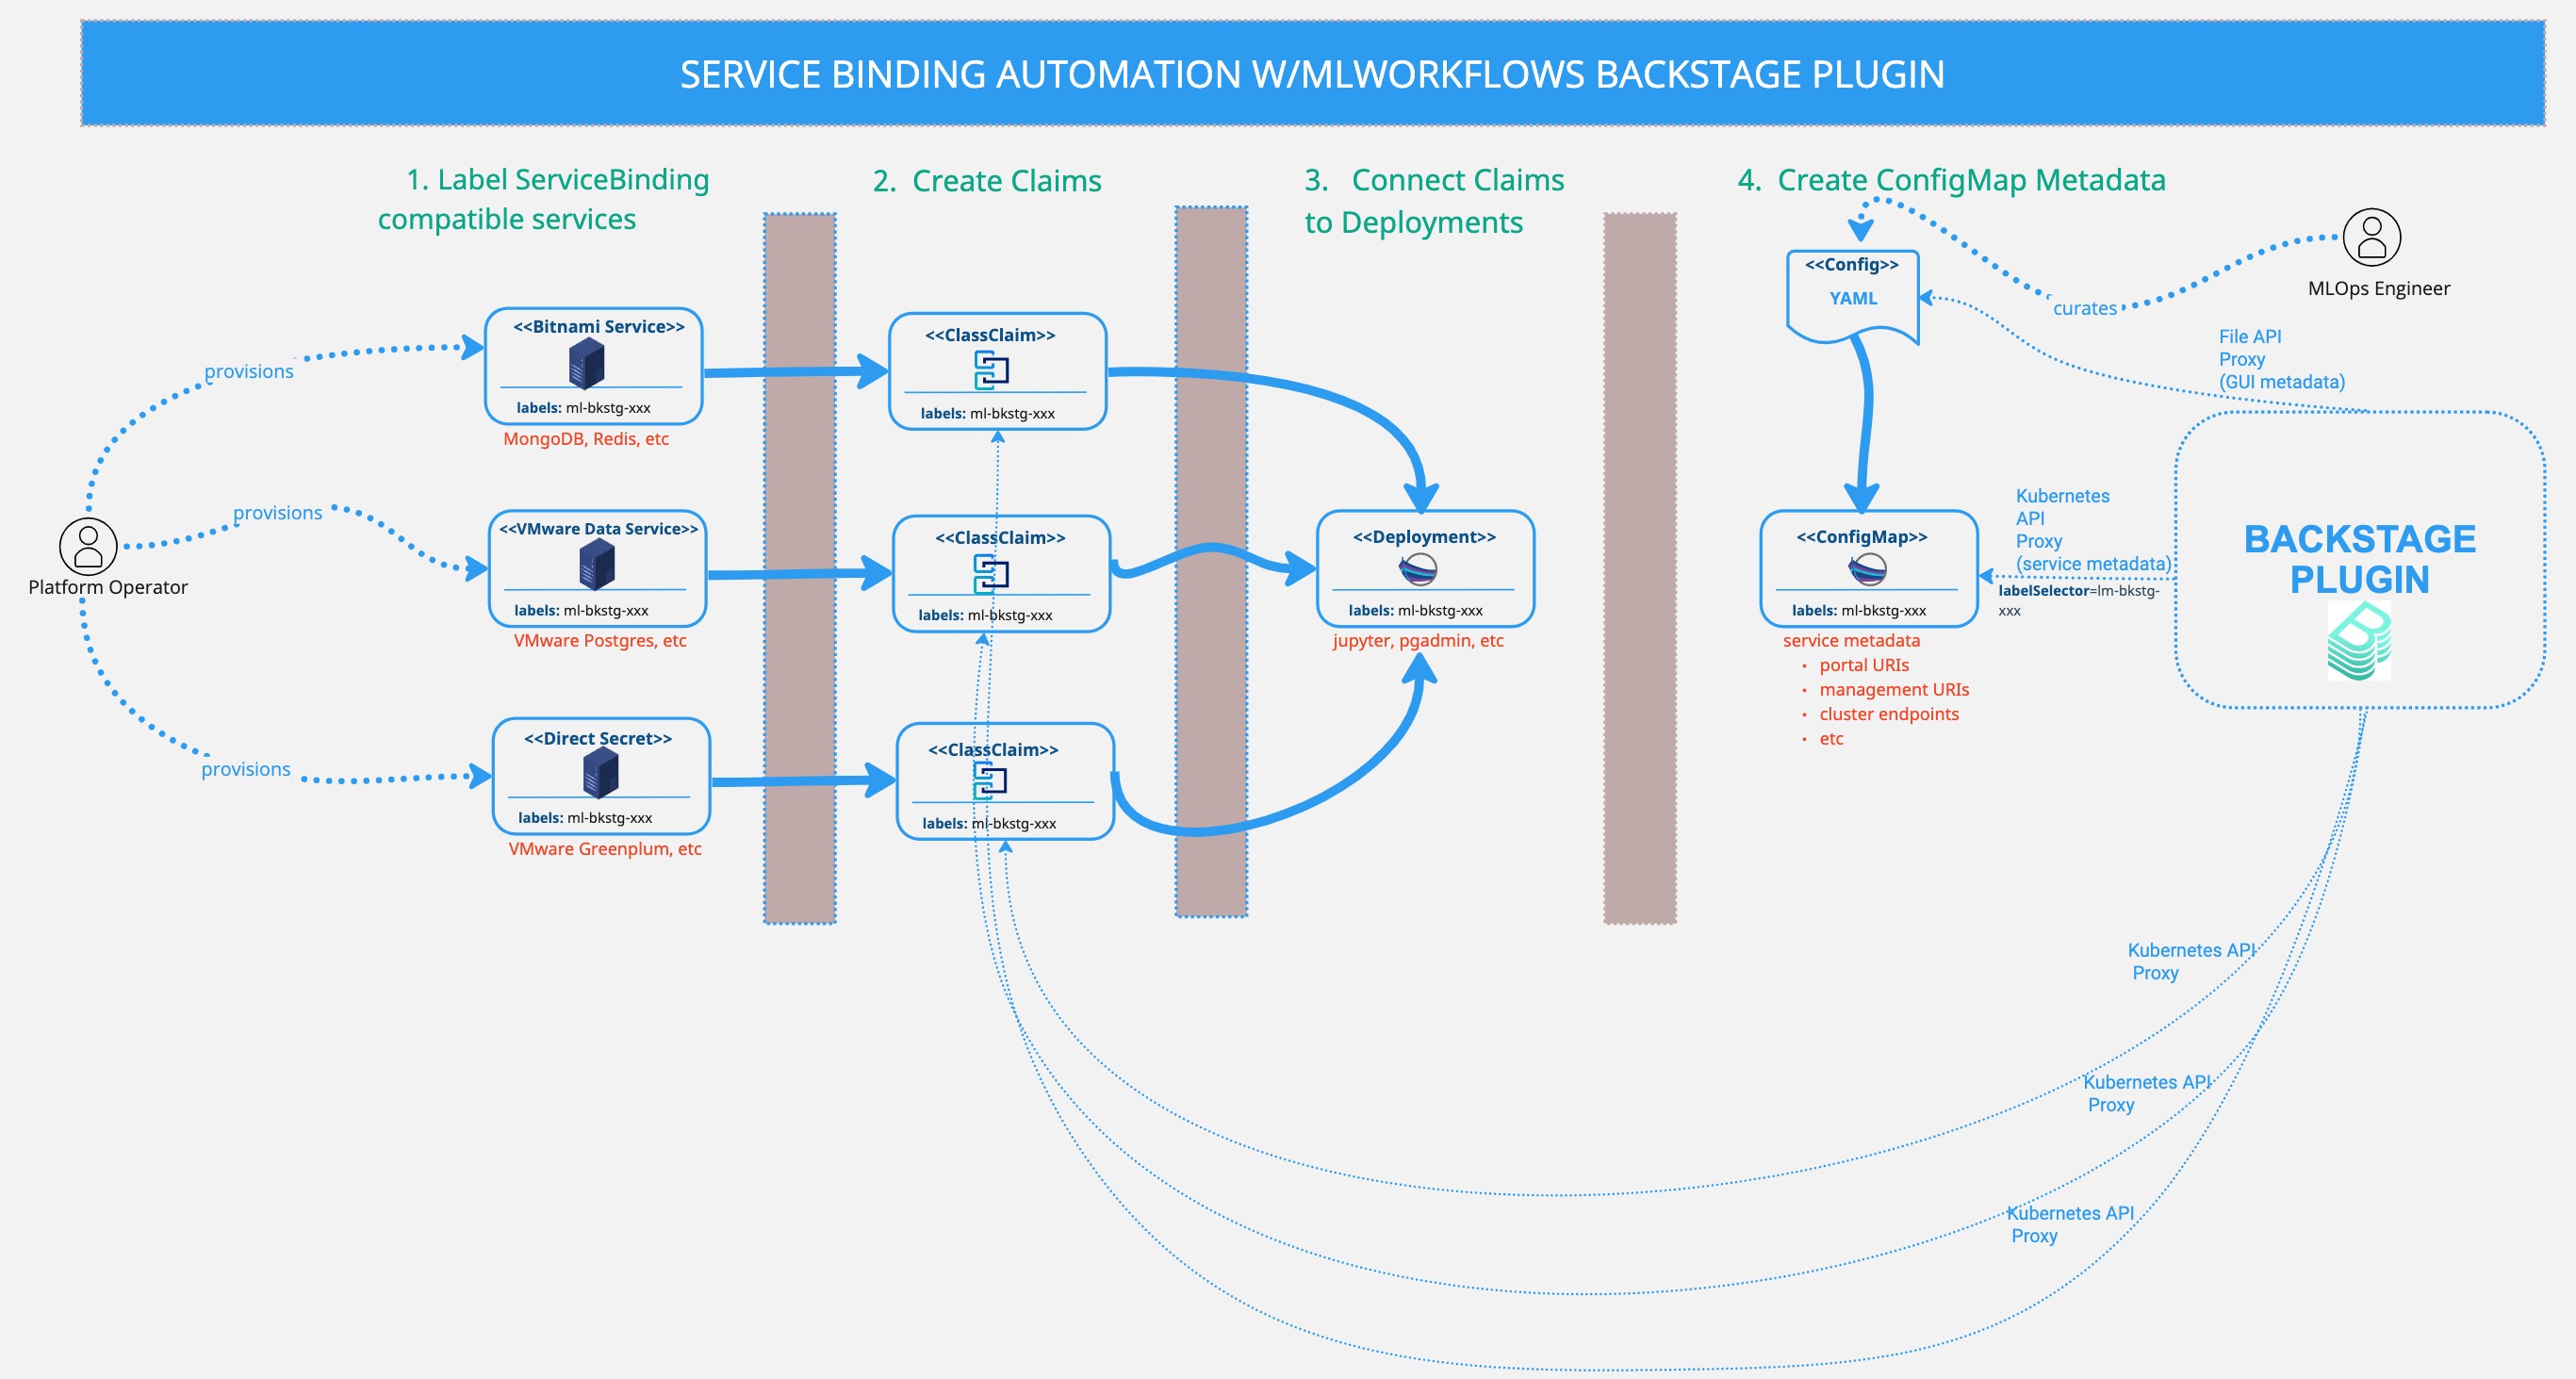 SERVICE BINDING AUTOMATION W/MLWORKFLOWS BACKSTAGE PLUGIN
1. Label ServiceBinding
compatible services
2. Create Claims
3. Connect Claims
to Deployments
4. Create ConfigMap Metadata
Platform Operator
provisions
provisions
provisions
<<Bitnami Service>>
labels: ml-bkstg-xxx
MongoDB, Redis, etc
<<VMware Data Service>>
labels: ml-bkstg-xxx
VMware Postgres, etc
<<Direct Secret>>
labels: ml-bkstg-xxx
VMware Greenplum, etc
<<ClassClaim>>
labels: ml-bkstg-xxx
<<ClassClaim>>
labels: ml-bkstg-xxx
<<ClassClaim>>
labels: ml-bkstg-xxx
<<Deployment>>
labels: ml-bkstg-xxx
jupyter, pgadmin, etc
<<Config>>
YAML
curates
MLOps Engineer
File API
Proxy
(GUI metadata)
<<ConfigMap>>
labels: ml-bkstg-xxx
service metadata
• portal URIs
• management URIs
• cluster endpoints
• etc
Kubernetes
API
Proxy
(service metadata)
labelSelector=lm-bkstg-
xxx
BACKSTAGE
PLUGIN
Kubernetes API
Proxy
Kubernetes API
Proxy
Kubernetes API
Proxy